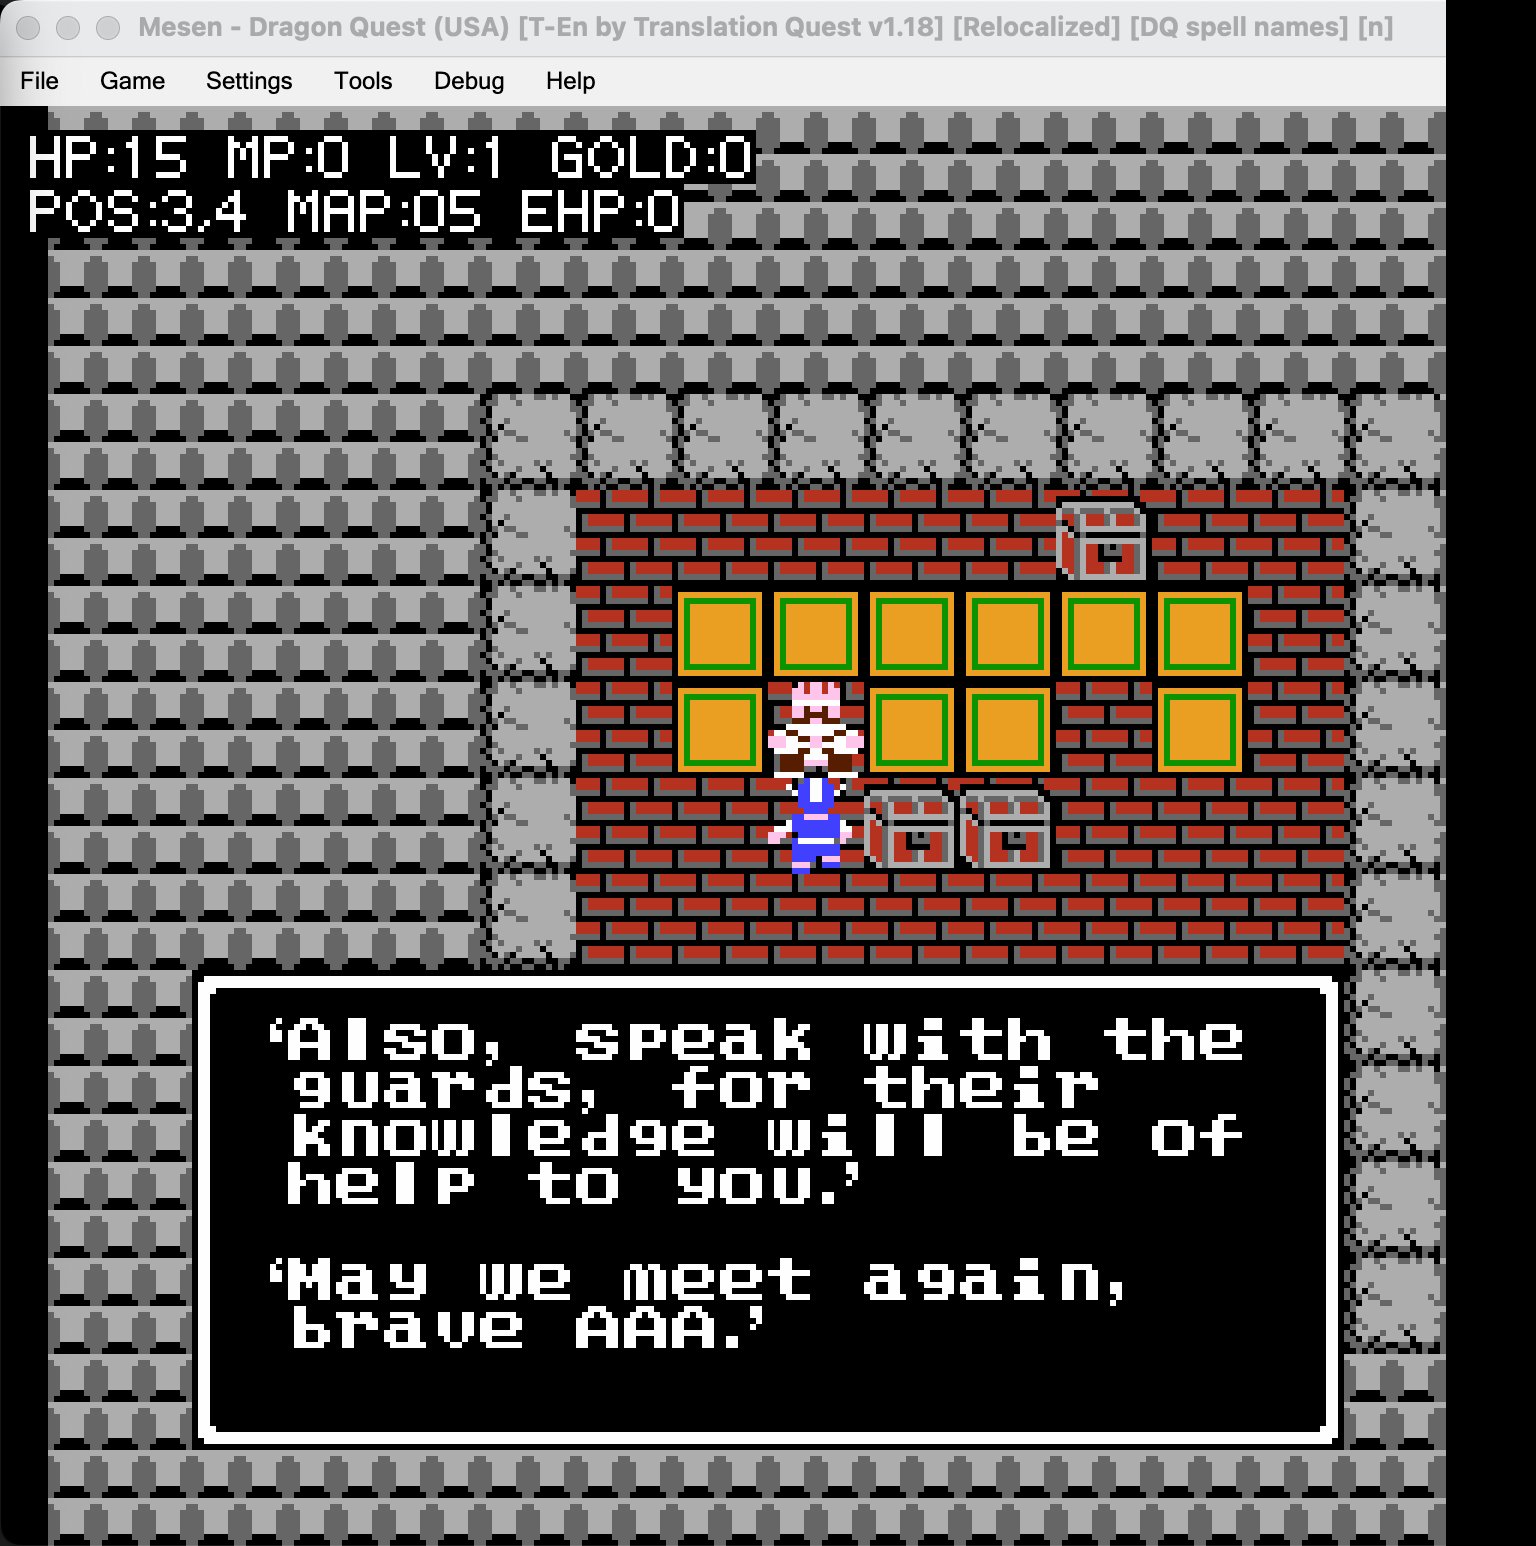 Mesen - Dragon Quest (USA) [T-En by Translation Quest v1.18] [Relocalized] [DQ spell names] [n]
File Game Settings Tools Debug Help
HP:15 MP:0 LV:1 GOLD:0
POS:3,4 MAP:05 EHP:0
‘Also, speak with the
guards, for their
knowledge will be of
help to you.’
‘May we meet again,
brave AAA.’